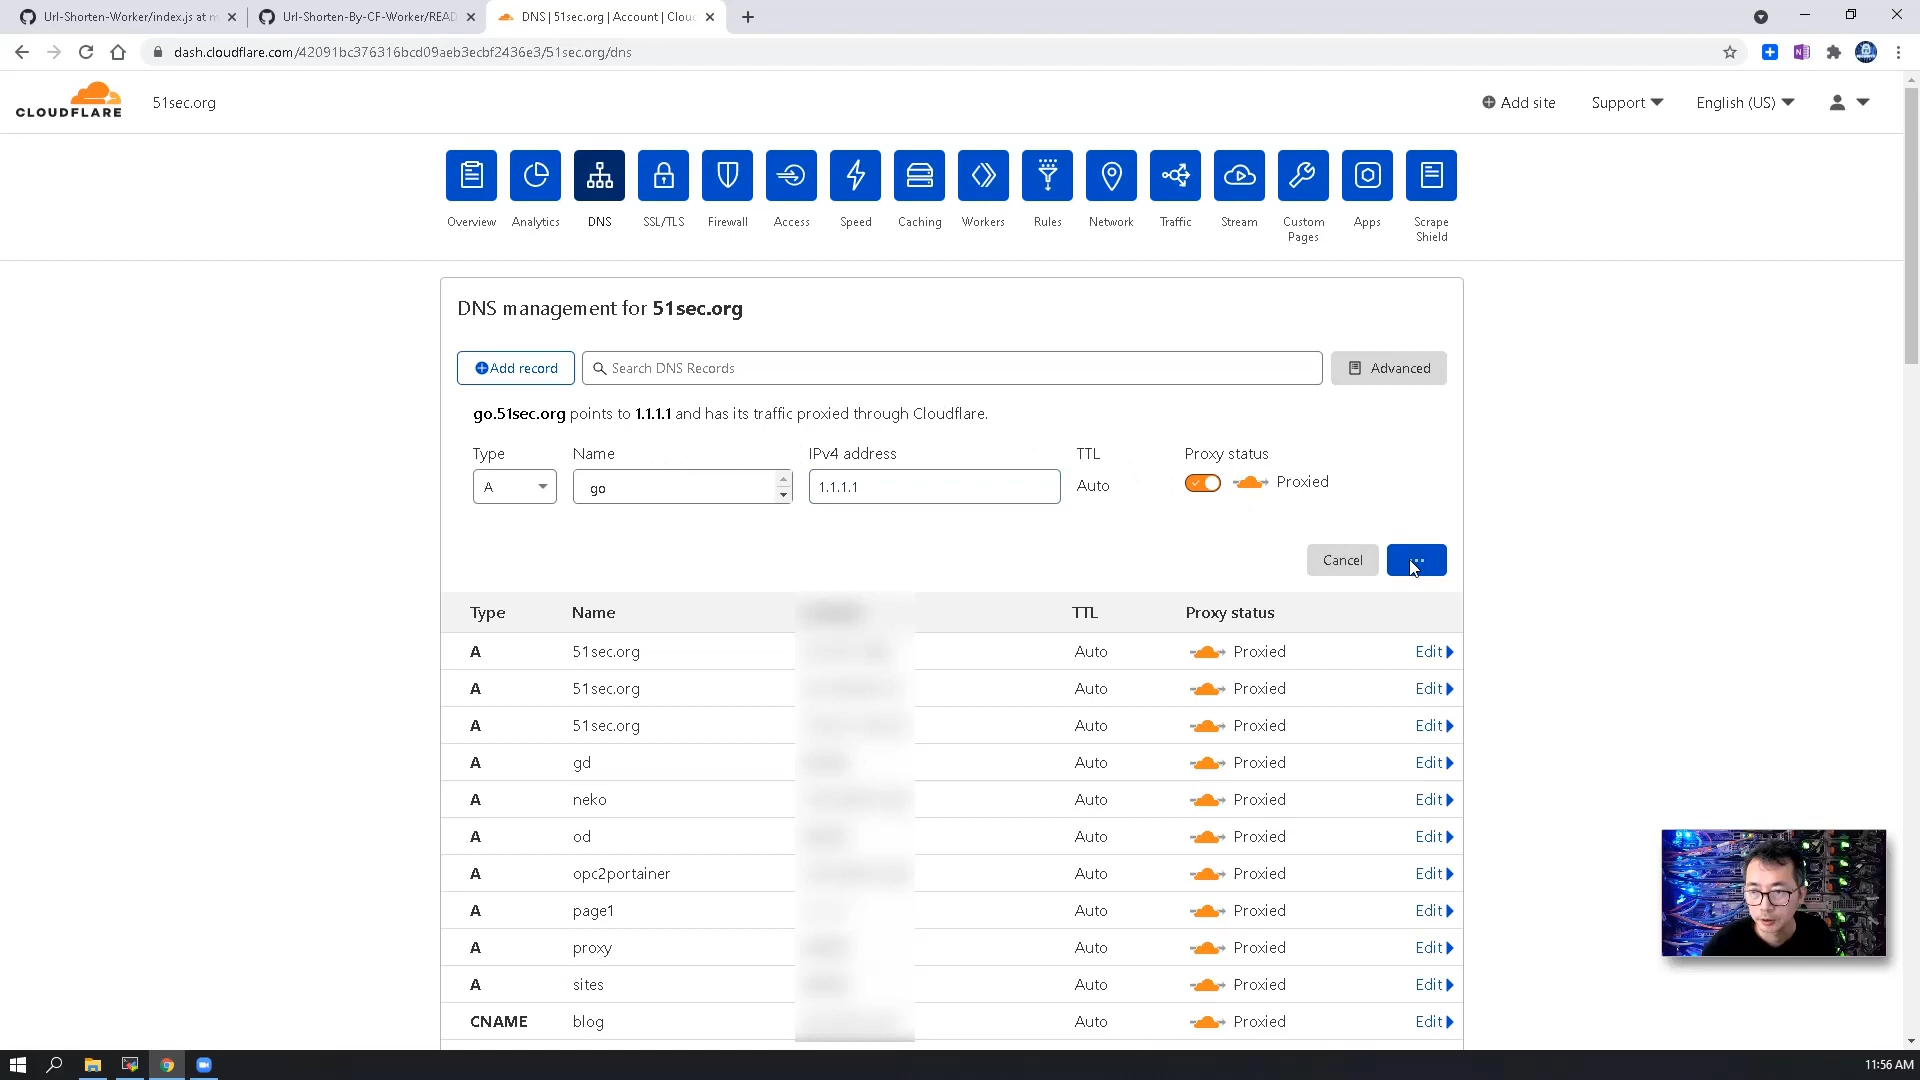 Url-Shorten-Worker/index.js at m
Url-Shorten-By-CF-Worker/READ
DNS | 51sec.org | Account | Clou
dash.cloudflare.com/42091bc376316bcd09aeb3ecbf2436e3/51sec.org/dns
CLOUDFLARE
51sec.org
Add site
Support
English (US)
Overview
Analytics
DNS
SSL/TLS
Firewall
Access
Speed
Caching
Workers
Rules
Network
Traffic
Stream
Custom Pages
Apps
Scrape Shield
DNS management for 51sec.org
Add record
Search DNS Records
Advanced
go.51sec.org points to 1.1.1.1 and has its traffic proxied through Cloudflare.
Type Name IPv4 address TTL Proxy status
A go 1.1.1.1 Auto Proxied
Cancel ...
Type Name TTL Proxy status
A 51sec.org Auto Proxied Edit
A 51sec.org Auto Proxied Edit
A 51sec.org Auto Proxied Edit
A gd Auto Proxied Edit
A neko Auto Proxied Edit
A od Auto Proxied Edit
A opc2portainer Auto Proxied Edit
A page1 Auto Proxied Edit
A proxy Auto Proxied Edit
A sites Auto Proxied Edit
CNAME blog Auto Proxied Edit
11:56 AM